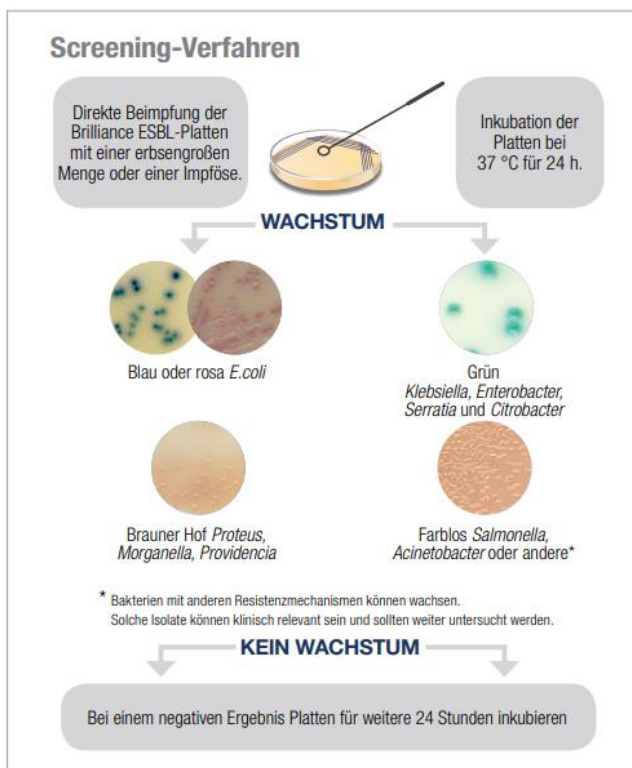 Screening-Verfahren
Direkte Beimpfung der
Brilliance ESBL-Platten
mit einer erbsengroßen
Menge oder einer Impföse.
Inkubation der
Platten bei
37 °C für 24 h.
WACHSTUM
Blau oder rosa E.coli
Grün
Klebsiella, Enterobacter,
Serratia und Citrobacter
Brauner Hof Proteus,
Morganella, Providencia
Farblos Salmonella,
Acinetobacter oder andere*
* Bakterien mit anderen Resistenzmechanismen können wachsen.
Solche Isolate können klinisch relevant sein und sollten weiter untersucht werden.
KEIN WACHSTUM
Bei einem negativen Ergebnis Platten für weitere 24 Stunden inkubieren